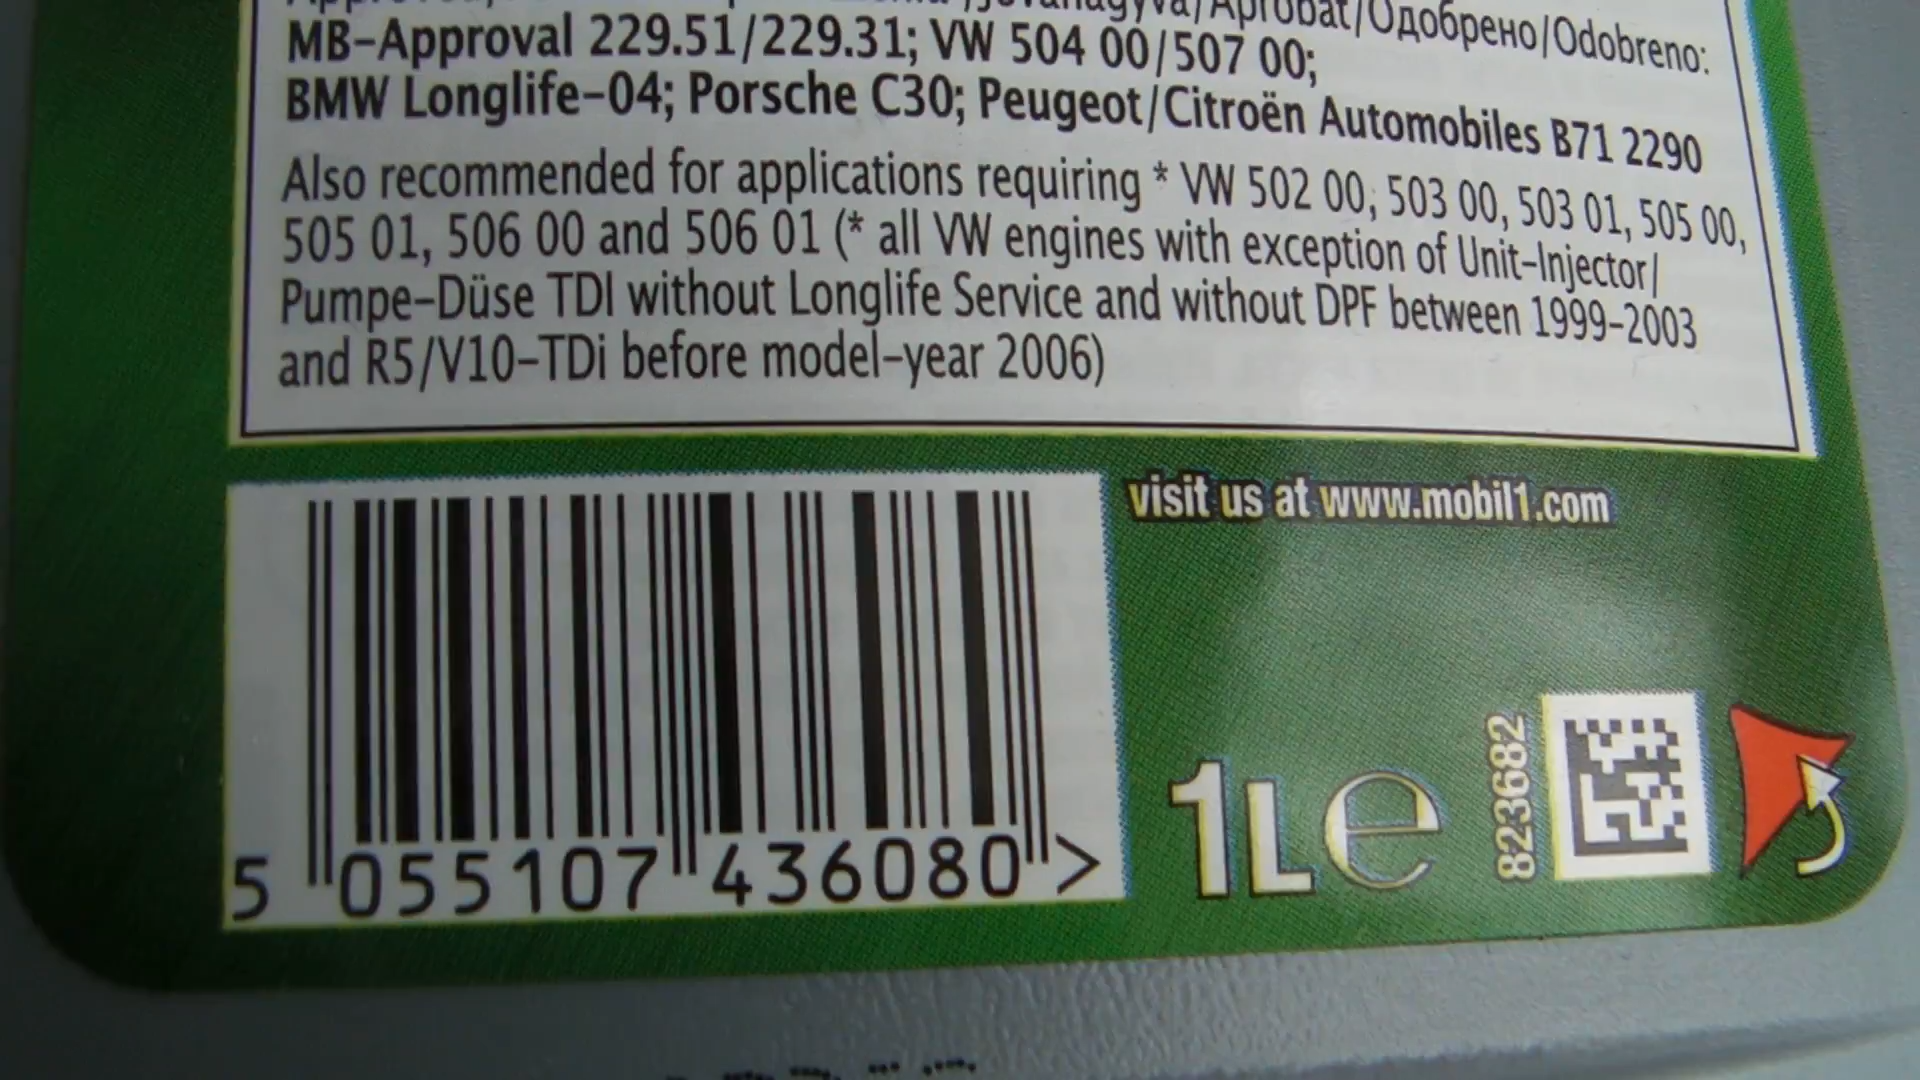 /Jóváhagyva/Aprobat/Одобрено/Odobreno:
MB-Approval 229.51/229.31; VW 504 00/507 00;
BMW Longlife-04; Porsche C30; Peugeot/Citroën Automobiles B71 2290
Also recommended for applications requiring * VW 502 00; 503 00, 503 01, 505 00,
505 01, 506 00 and 506 01 (* all VW engines with exception of Unit-Injector/
Pumpe-Düse TDI without Longlife Service and without DPF between 1999-2003
and R5/V10-TDi before model-year 2006)
visit us at www.mobil1.com
5 055107 436080 >
1L e
823682